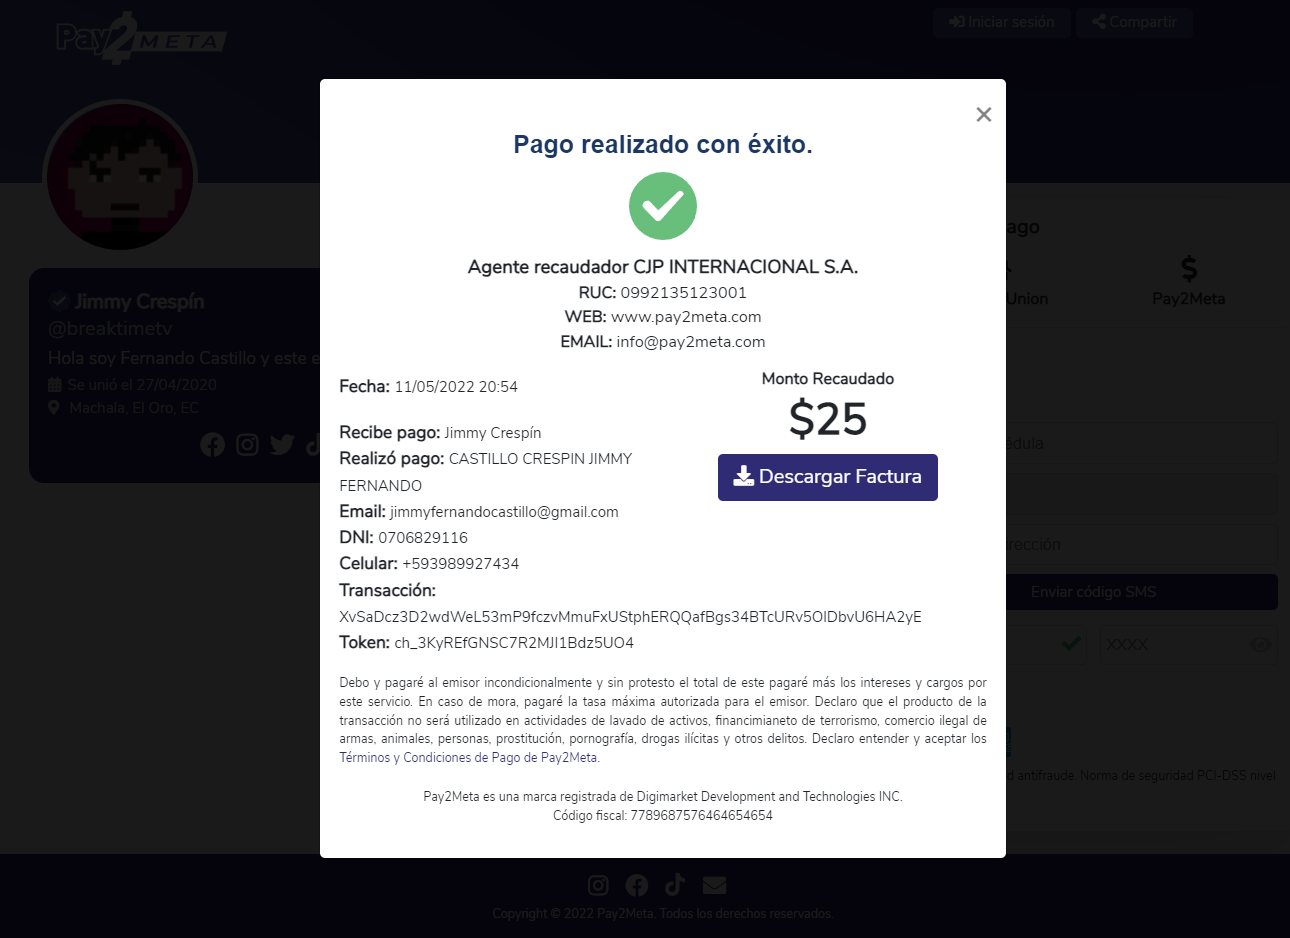 Pay2META
Iniciar sesión
Compartir
Pago realizado con éxito.
Agente recaudador CJP INTERNACIONAL S.A.
RUC: 0992135123001
WEB: www.pay2meta.com
EMAIL: info@pay2meta.com
Fecha: 11/05/2022 20:54
Monto Recaudado
$25
Descargar Factura
Recibe pago: Jimmy Crespín
Realizó pago: CASTILLO CRESPIN JIMMY
FERNANDO
Email: jimmyfernandocastillo@gmail.com
DNI: 0706829116
Celular: +593989927434
Transacción:
XvSaDcz3D2wdWeL53mP9fczvMmuFxUStphERQQafBgs34BTcURv5OlDbvU6HA2yE
Token: ch_3KyREfGNSC7R2MJI1Bdz5UO4
Debo y pagaré al emisor incondicionalmente y sin protesto el total de este pagaré más los intereses y cargos por
este servicio. En caso de mora, pagaré la tasa máxima autorizada para el emisor. Declaro que el producto de la
transacción no será utilizado en actividades de lavado de activos, financimianeto de terrorismo, comercio ilegal de
armas, animales, personas, prostitución, pornografía, drogas ilícitas y otros delitos. Declaro entender y aceptar los
Términos y Condiciones de Pago de Pay2Meta.
Pay2Meta es una marca registrada de Digimarket Development and Technologies INC.
Código fiscal: 7789687576464654654
Jimmy Crespín
@breaktimetv
Hola soy Fernando Castillo y este e
Se unió el 27/04/2020
Machala, El Oro, EC
ago
Union
Pay2Meta
édula
rección
Enviar código SMS
XXXX
d antifraude. Norma de seguridad PCI-DSS nivel
Copyright © 2022 Pay2Meta. Todos los derechos reservados.